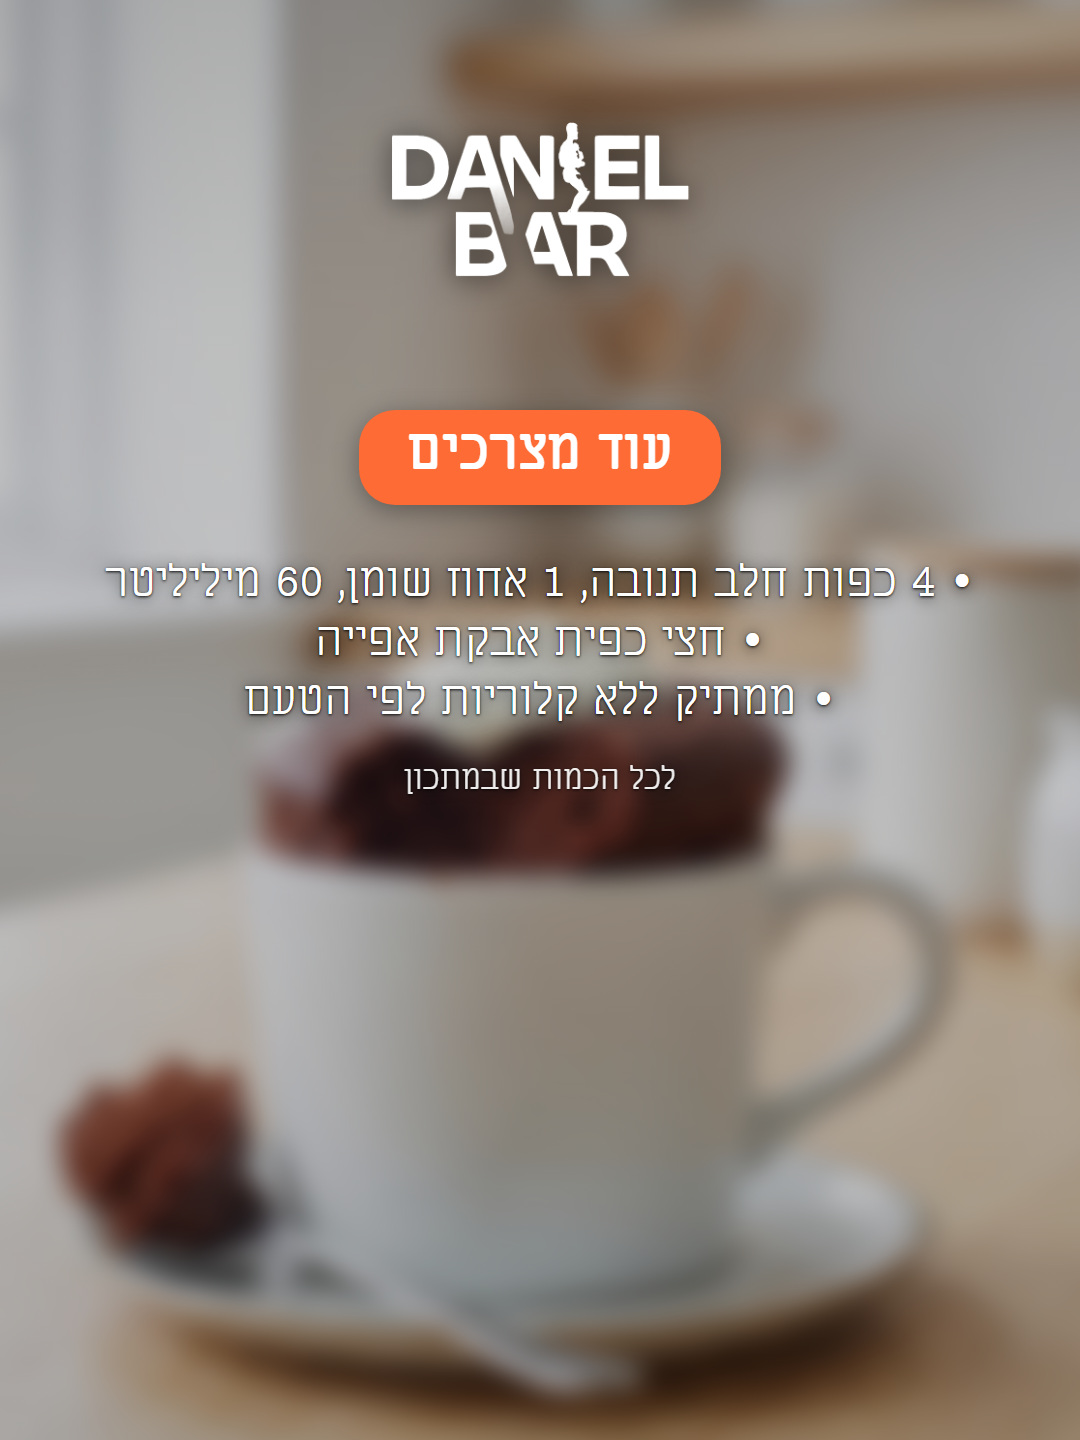 DANIEL
BAR
עוד מצרכים
• 4 כפות חלב תנובה, 1 אחוז שומן, 60 מיליליטר
• חצי כפית אבקת אפייה
• ממתיק ללא קלוריות לפי הטעם
לכל הכמות שבמתכון